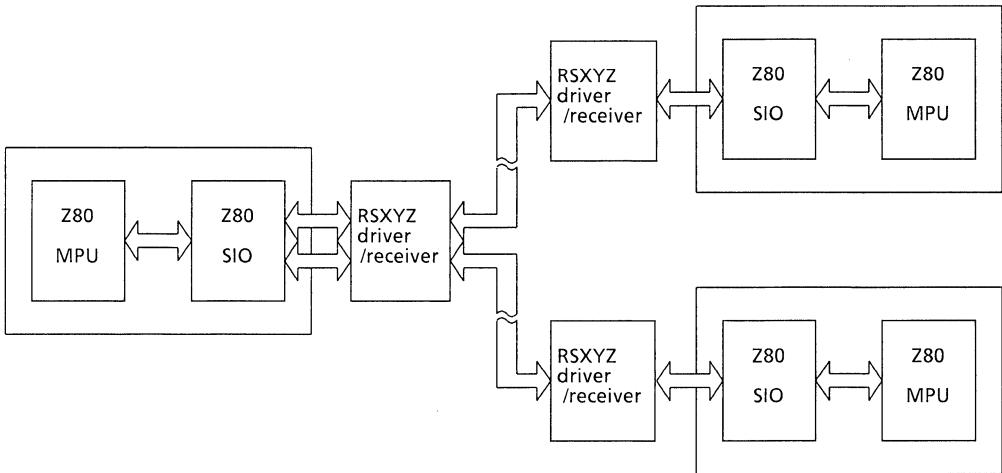 RSXYZ
driver
/receiver
Z80
SIO
Z80
MPU
Z80
MPU
Z80
SIO
RSXYZ
driver
/receiver
RSXYZ
driver
/receiver
Z80
SIO
Z80
MPU